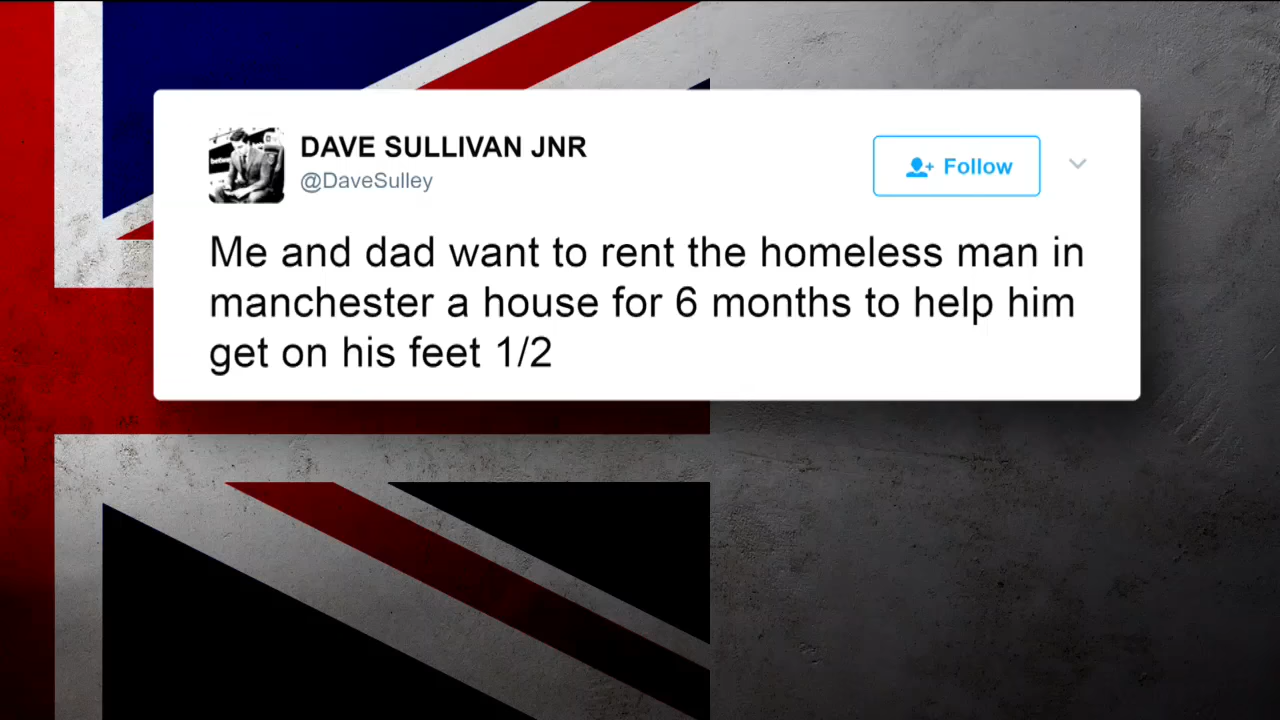 DAVE SULLIVAN JNR
@DaveSulley
Follow
Me and dad want to rent the homeless man in
manchester a house for 6 months to help him
get on his feet 1/2